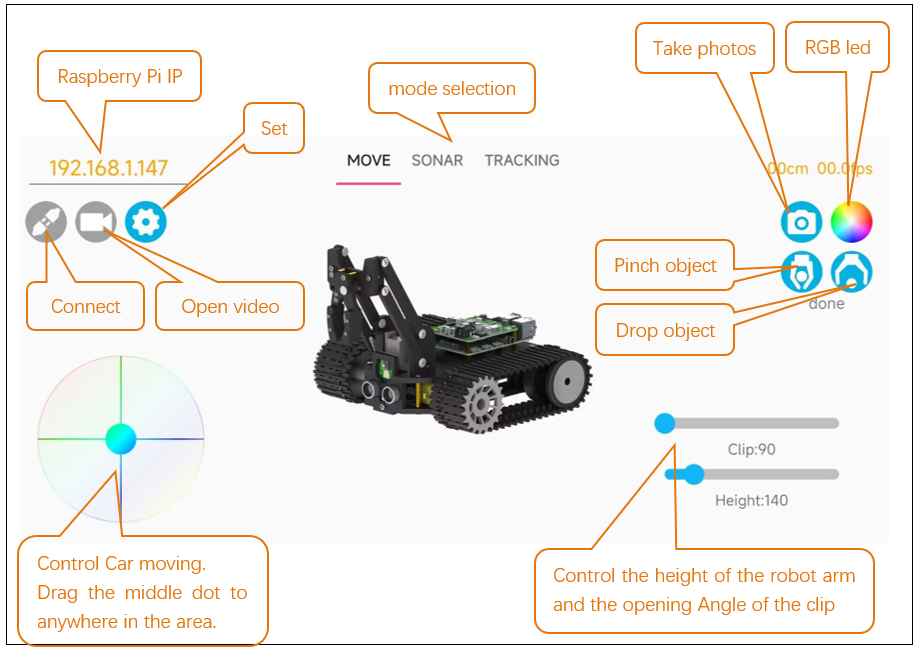 Take photos
RGB led
Raspberry Pi IP
mode selection
Set
192.168.1.147
MOVE SONAR TRACKING
00cm 00.0fps
Pinch object
Connect
Open video
done
Drop object
Clip:90
Height:140
Control Car moving.
Drag the middle dot to
anywhere in the area.
Control the height of the robot arm
and the opening Angle of the clip